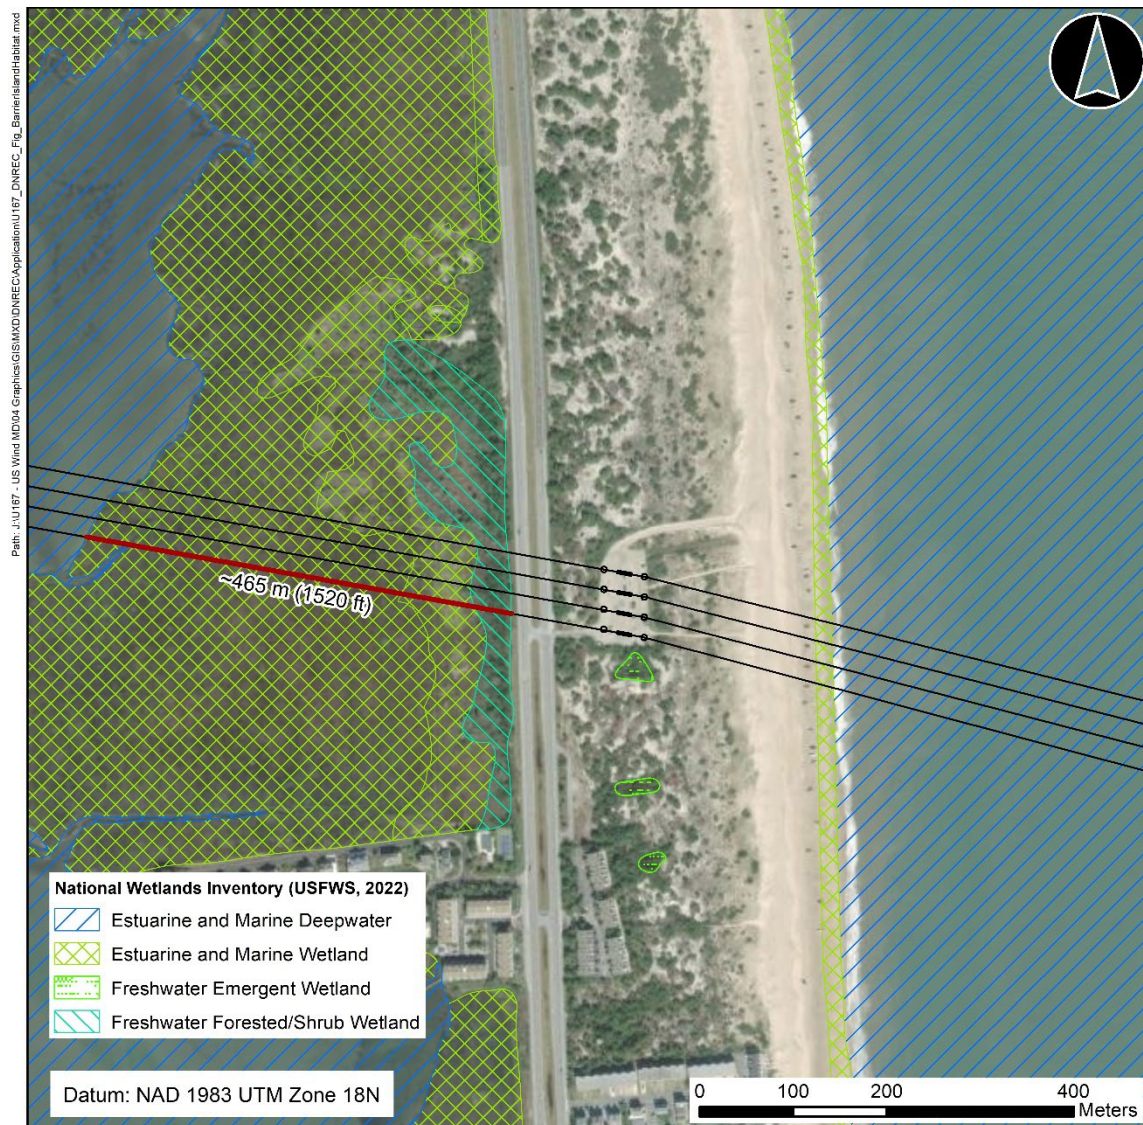 Path: J:\U167 - US Wind MD\04 Graphics\GIS\MXD\DNREC\Application\U167_DNREC_Fig_BarrierIslandHabitat.mxd
~465 m (1520 ft)
National Wetlands Inventory (USFWS, 2022)
Estuarine and Marine Deepwater
Estuarine and Marine Wetland
Freshwater Emergent Wetland
Freshwater Forested/Shrub Wetland
Datum: NAD 1983 UTM Zone 18N
0 100 200 400
Meters